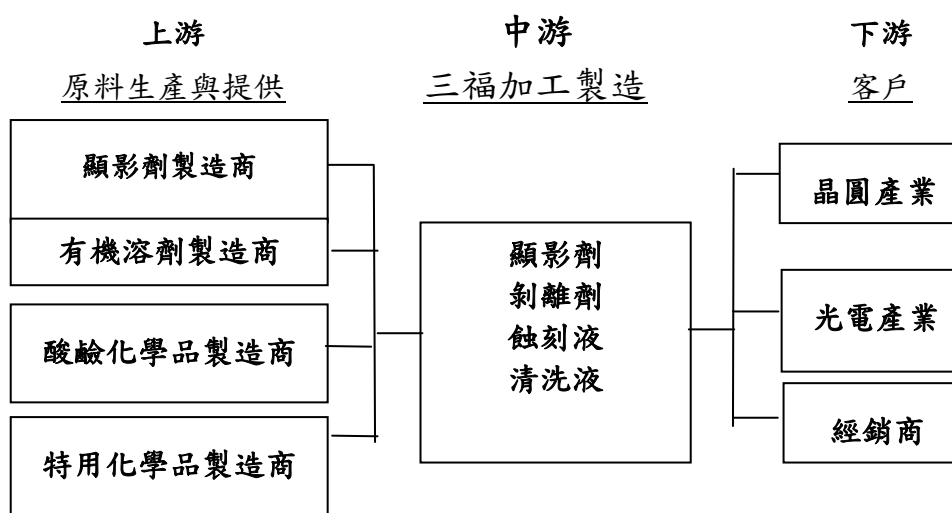 上游
原料生產與提供
顯影劑製造商
有機溶劑製造商
酸鹼化學品製造商
特用化學品製造商
中游
三福加工製造
顯影劑
剝離劑
蝕刻液
清洗液
下游
客戶
晶圓產業
光電產業
經銷商